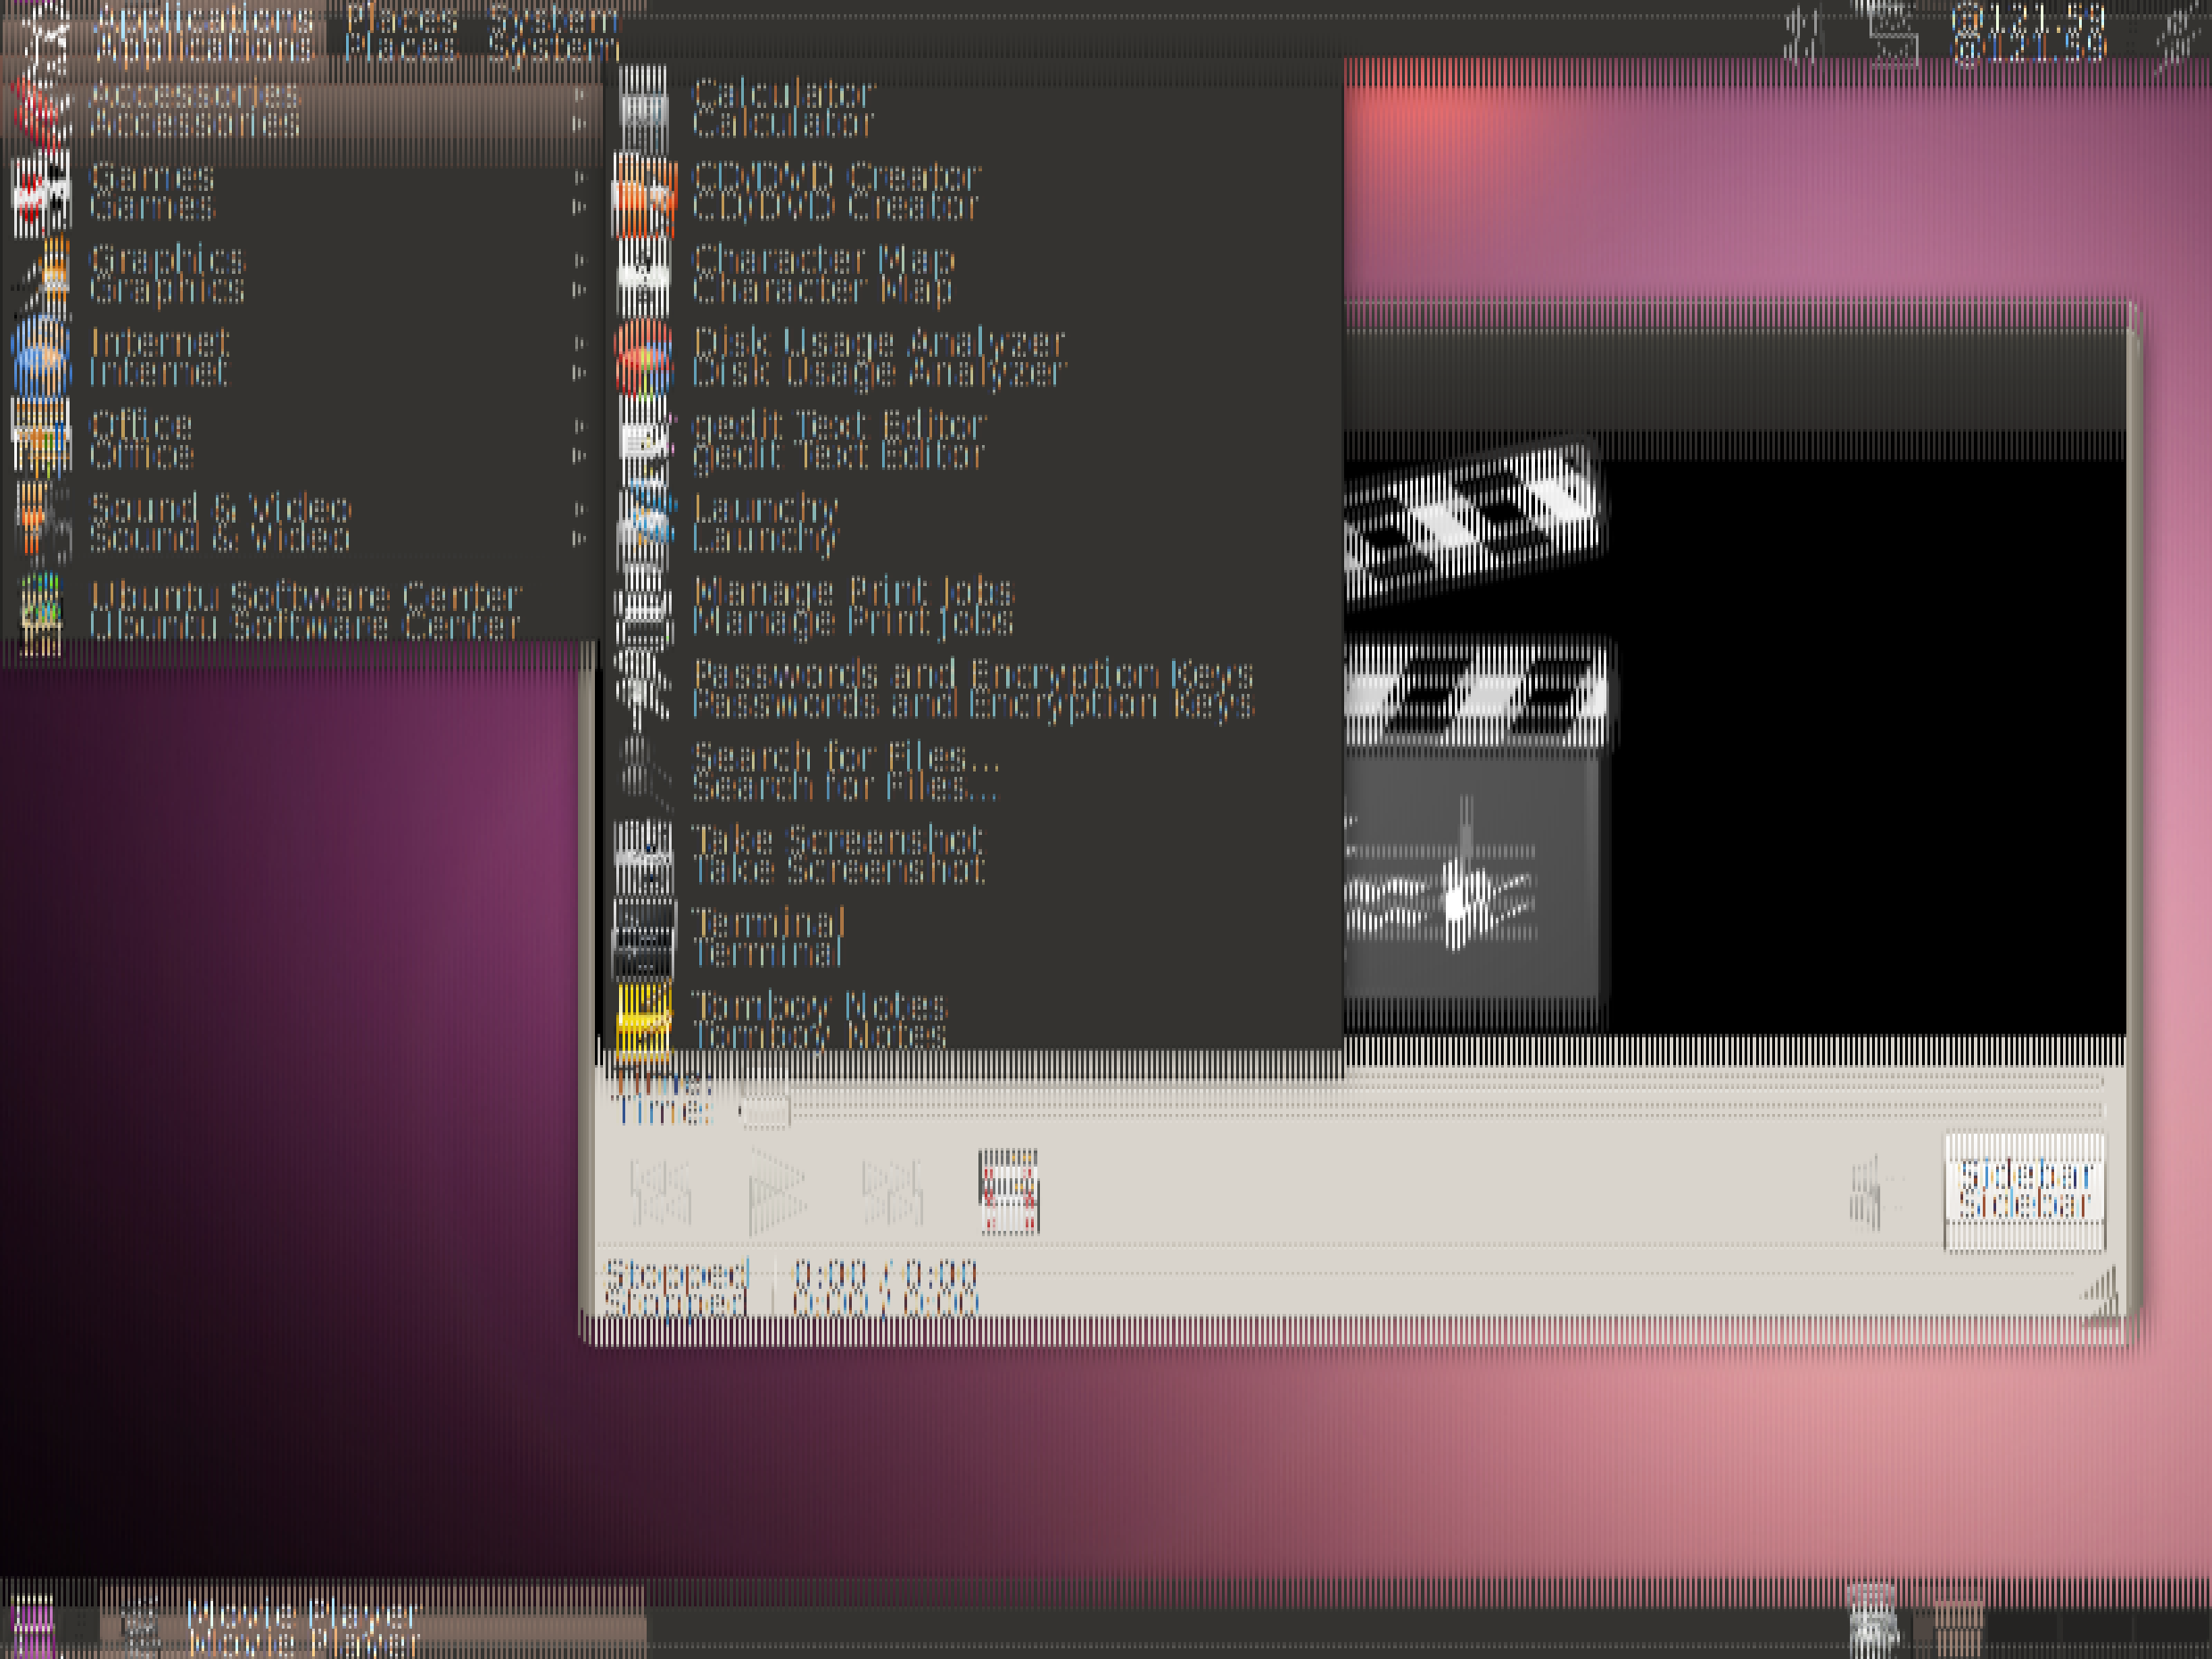 Applications Places System
Accessories
Games
Graphics
Internet
Office
Sound & Video
Ubuntu Software Center
Calculator
CD/DVD Creator
Character Map
Disk Usage Analyzer
gedit Text Editor
Launchy
Manage Print Jobs
Passwords and Encryption Keys
Search for Files...
Take Screenshot
Terminal
Tomboy Notes
Time:
Sidebar
Stopped 0:00 / 0:00
Movie Player